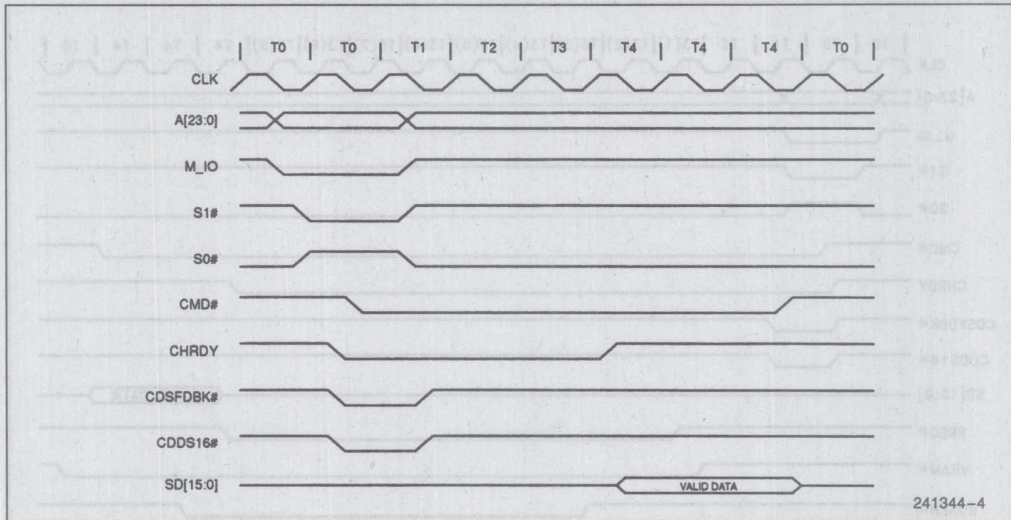 T0 T0 T1 T2 T3 T4 T4 T4 T0
CLK
A[23:0]
M_IO
S1#
S0#
CMD#
CHRDY
CDSFDBK#
CDDS16#
SD[15:0] VALID DATA
241344-4